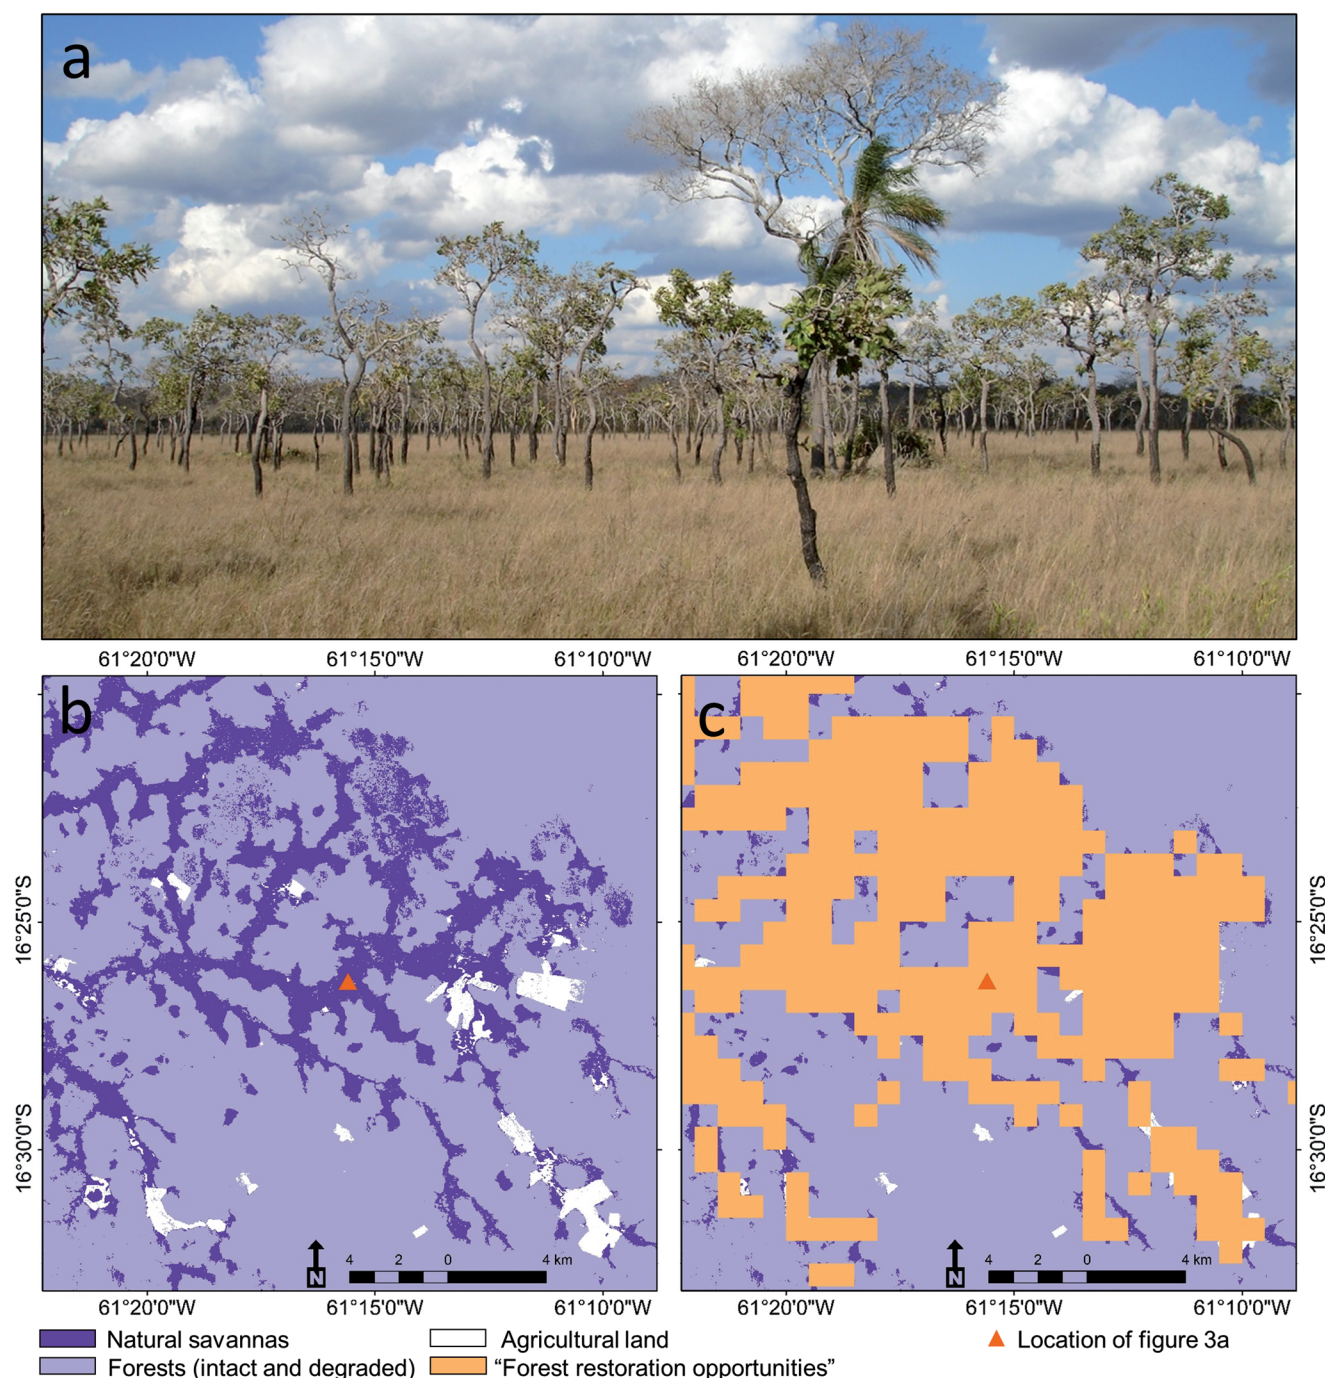 a
61°20'0"W 61°15'0"W 61°10'0"W 61°20'0"W 61°15'0"W 61°10'0"W
b
c
16°25'0"S 16°25'0"S
16°30'0"S 16°30'0"S
4 2 0 4 km 4 2 0 4 km
N N
61°20'0"W 61°15'0"W 61°10'0"W 61°20'0"W 61°15'0"W 61°10'0"W
Natural savannas Agricultural land Location of figure 3a
Forests (intact and degraded) “Forest restoration opportunities”